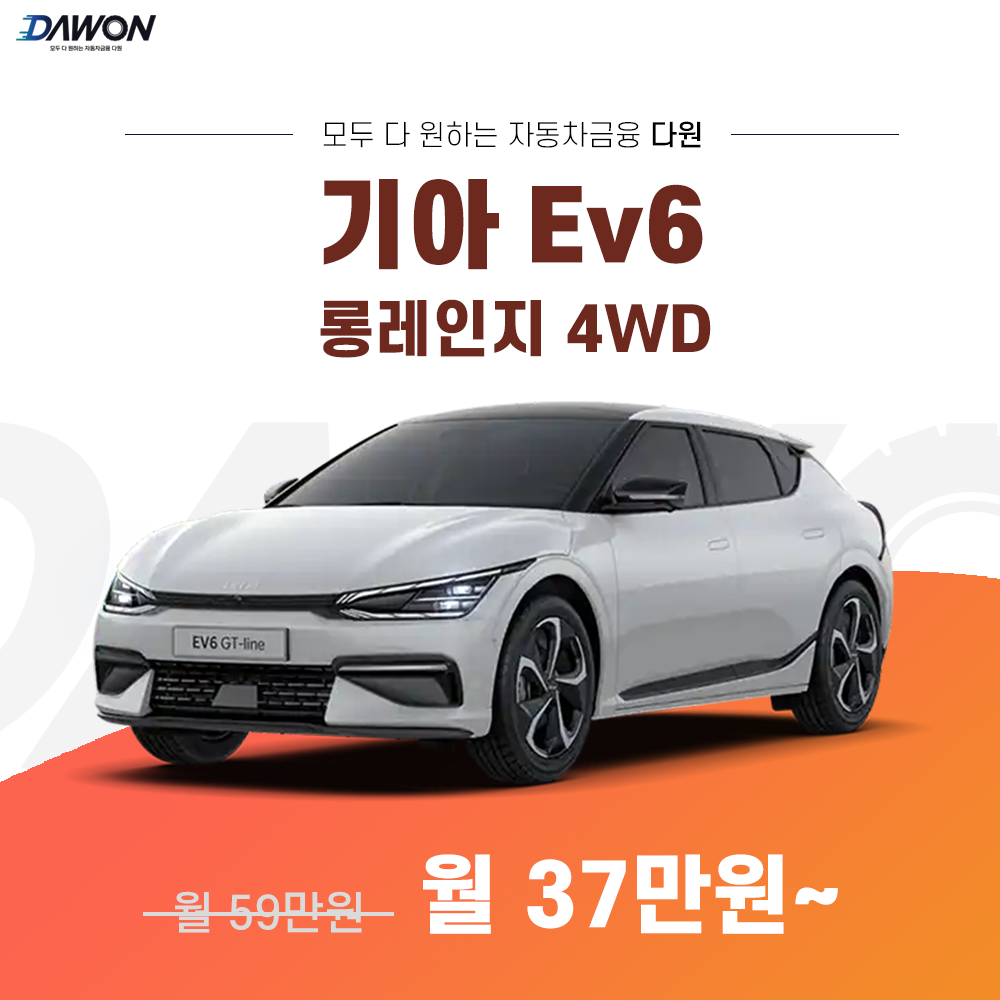 DAWON
모두 다 원하는 자동차금융 다원
모두 다 원하는 자동차금융 다원
기아 Ev6
롱레인지 4WD
EV6 GT-line
월 59만원 월 37만원~